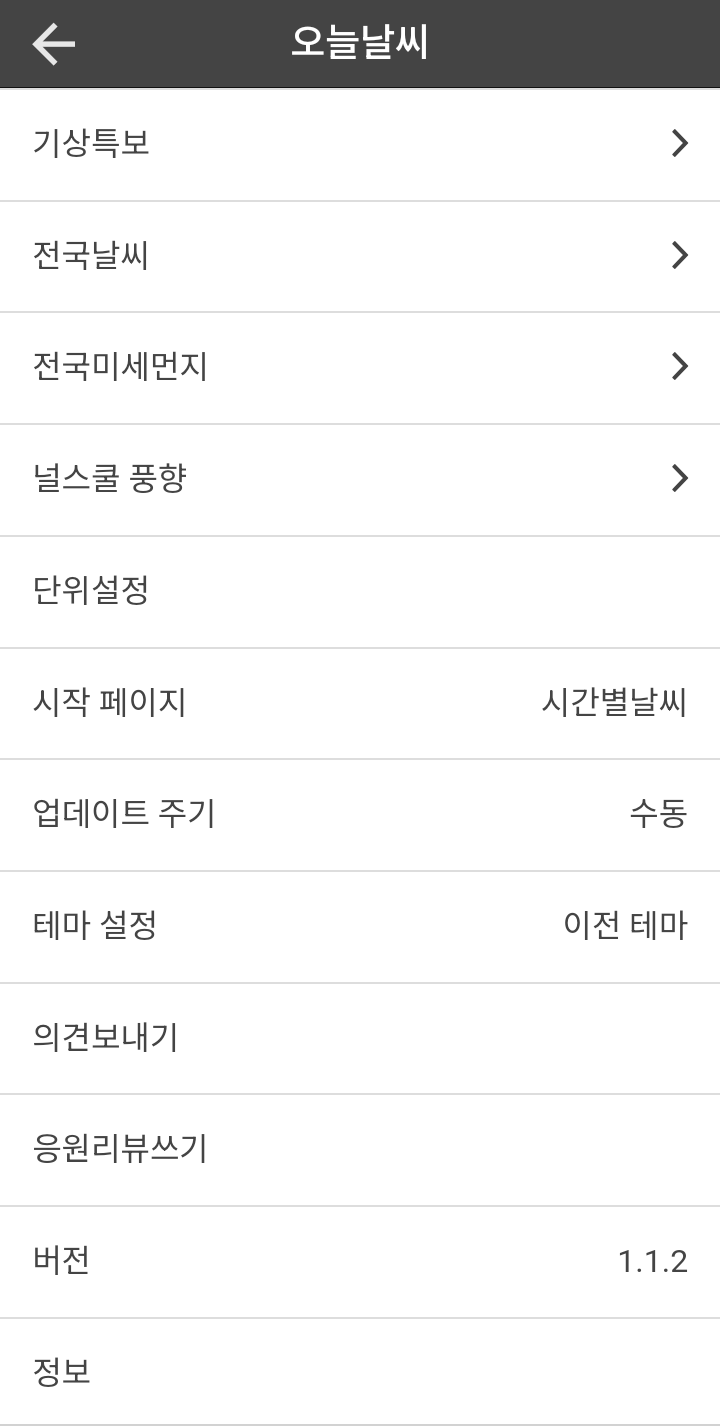 오늘날씨
기상특보
전국날씨
전국미세먼지
널스쿨 풍향
단위설정
시작 페이지 시간별날씨
업데이트 주기 수동
테마 설정 이전 테마
의견보내기
응원리뷰쓰기
버전 1.1.2
정보